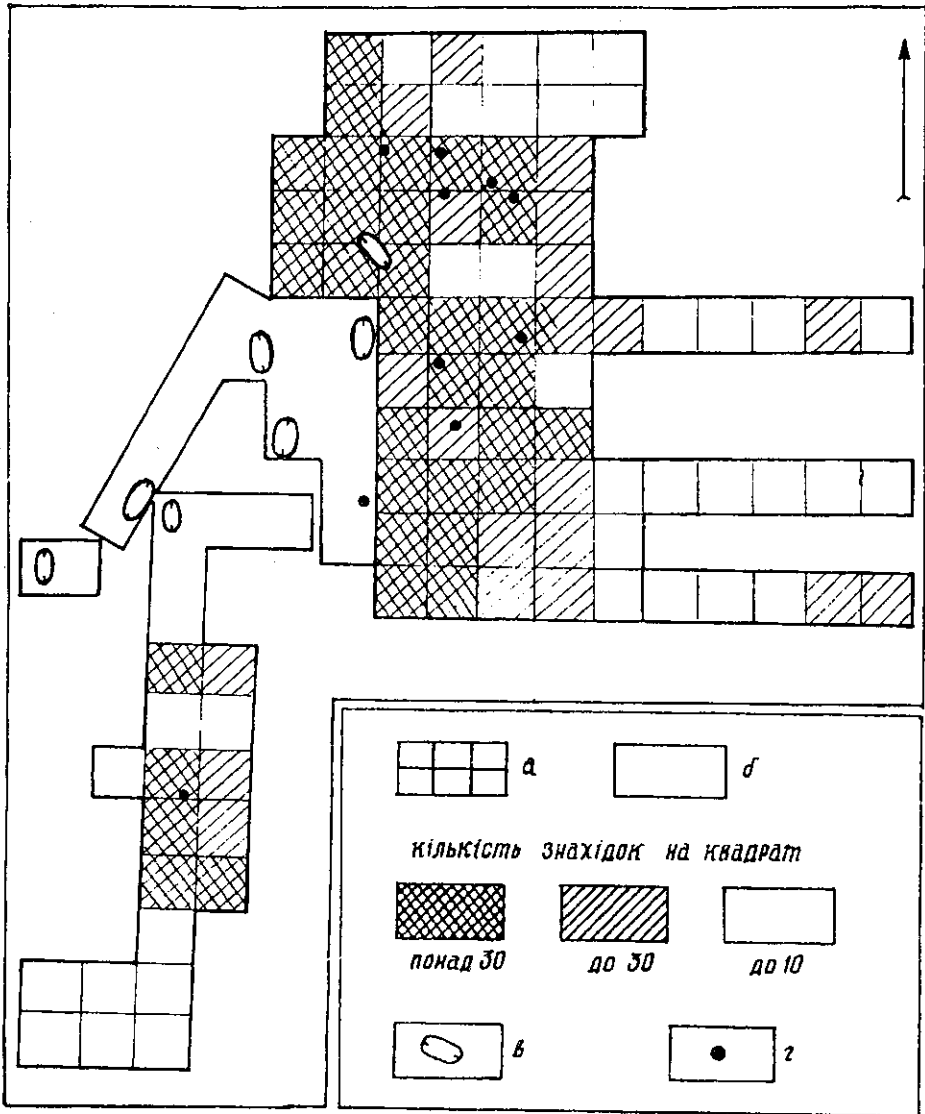 а б
кількість знахідок на квадрат
понад 30 до 30 до 10
в г